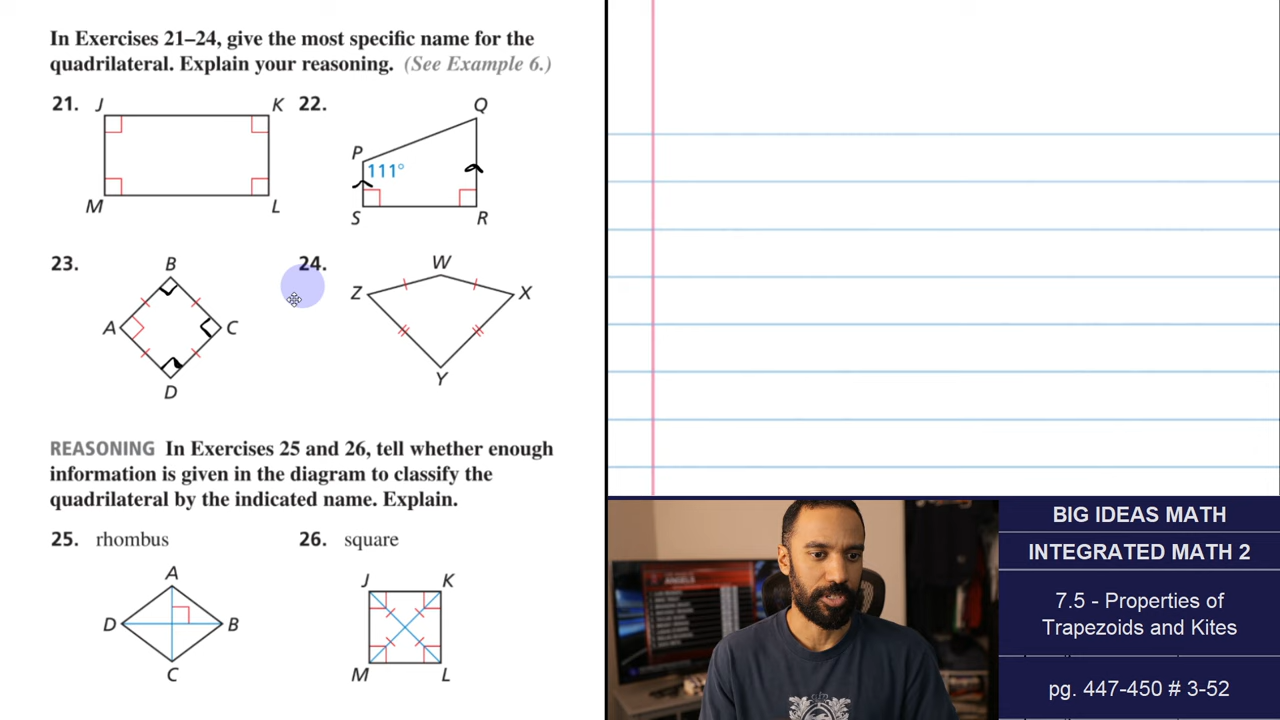 In Exercises 21–24, give the most specific name for the
quadrilateral. Explain your reasoning. (See Example 6.)
21. J K
M L
22. Q
P
111°
S R
23. B
A C
D
24. W
Z X
Y
REASONING In Exercises 25 and 26, tell whether enough
information is given in the diagram to classify the
quadrilateral by the indicated name. Explain.
25. rhombus
A
D B
C
26. square
J K
M L
BIG IDEAS MATH
INTEGRATED MATH 2
7.5 - Properties of
Trapezoids and Kites
pg. 447-450 # 3-52